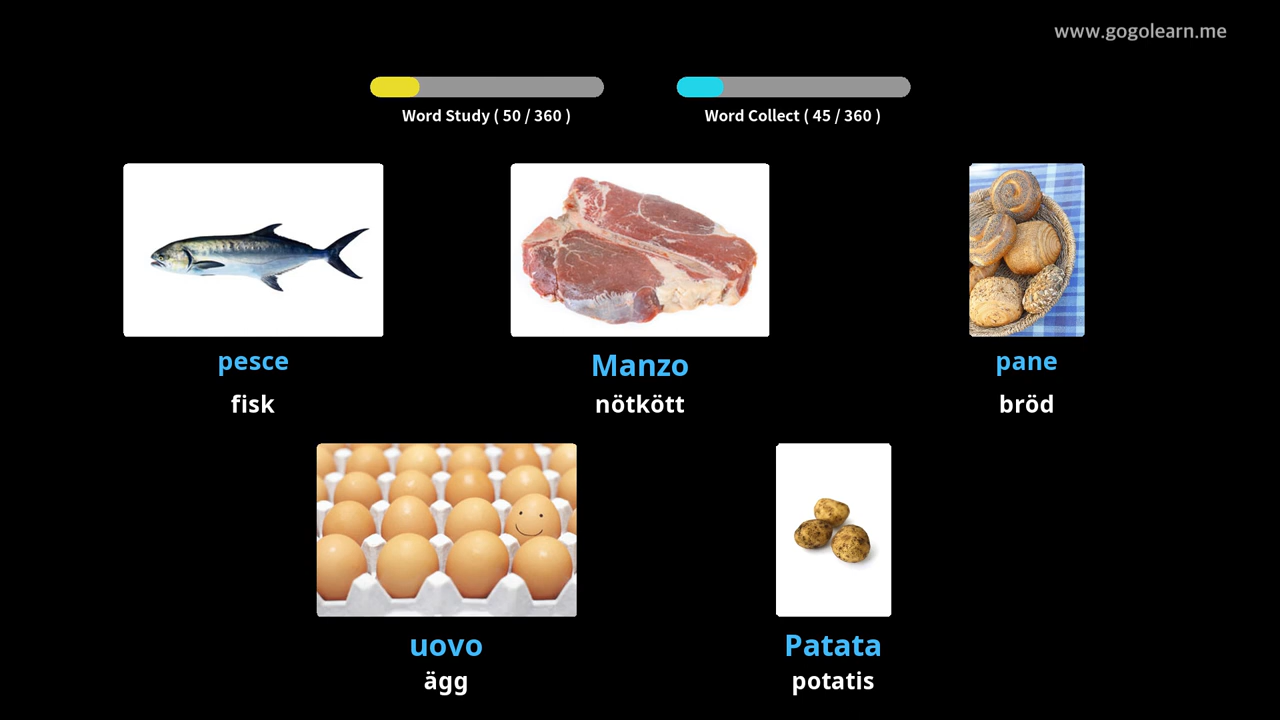 www.gogolearn.me
Word Study ( 50 / 360 )
Word Collect ( 45 / 360 )
pesce
fisk
Manzo
nötkött
pane
bröd
uovo
ägg
Patata
potatis